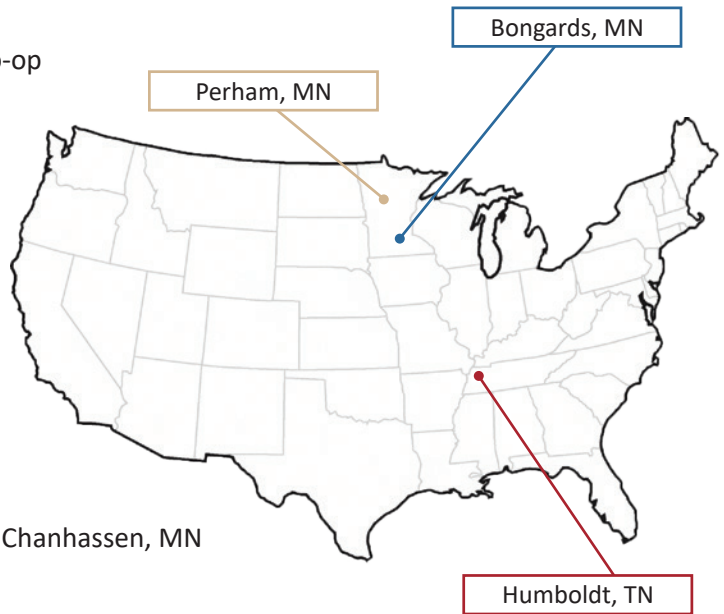 Bongards, MN
-op
Perham, MN
Chanhassen, MN
Humboldt, TN